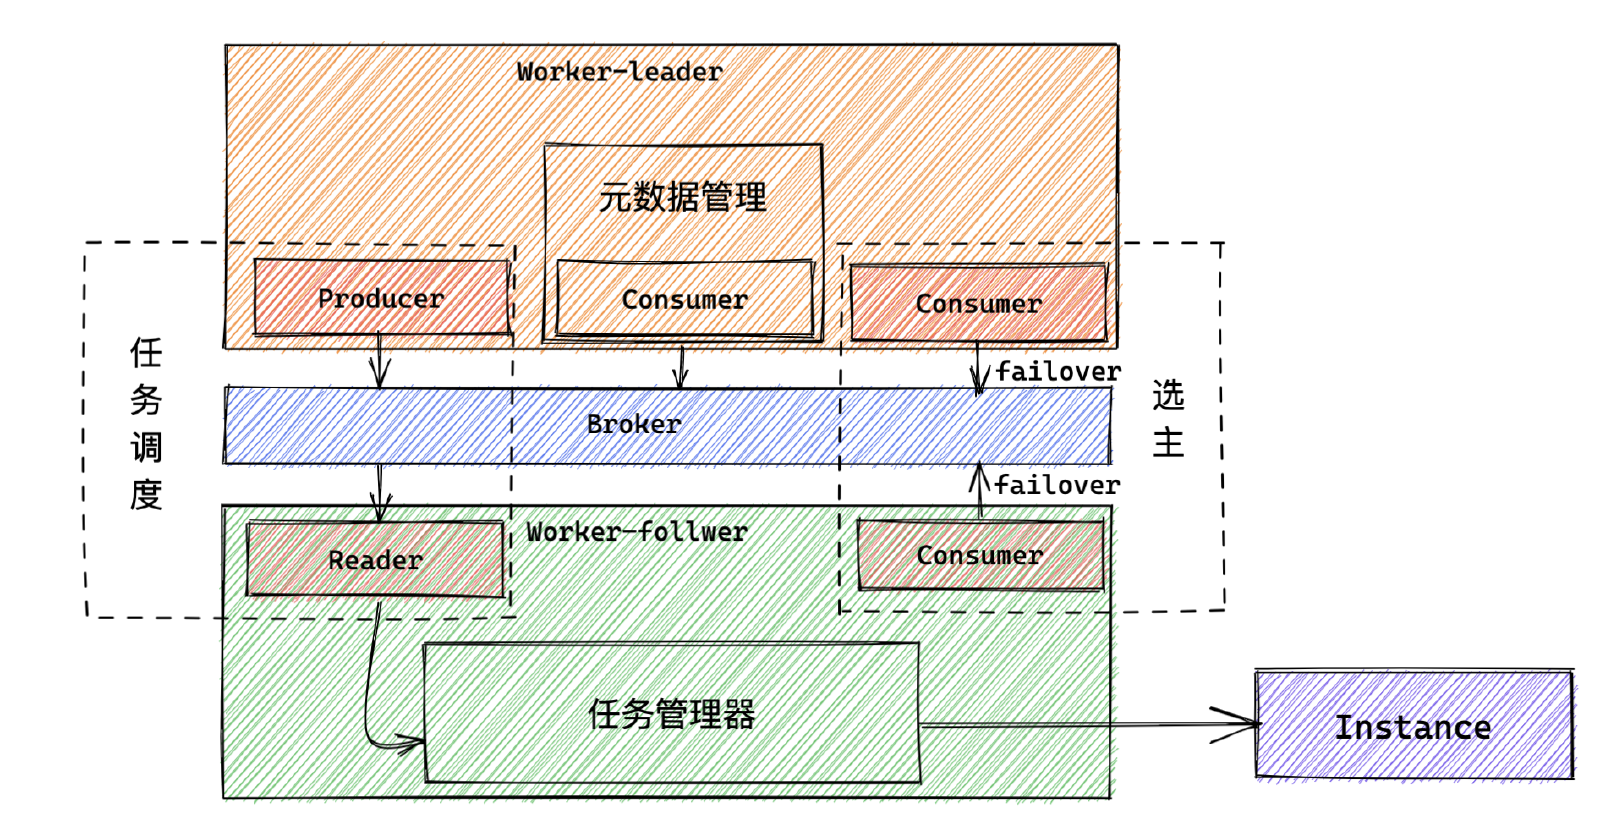 Worker-leader
元数据管理
Producer
Consumer
Consumer
任务调度
failover
选主
Broker
failover
Worker-follwer
Reader
Consumer
任务管理器
Instance